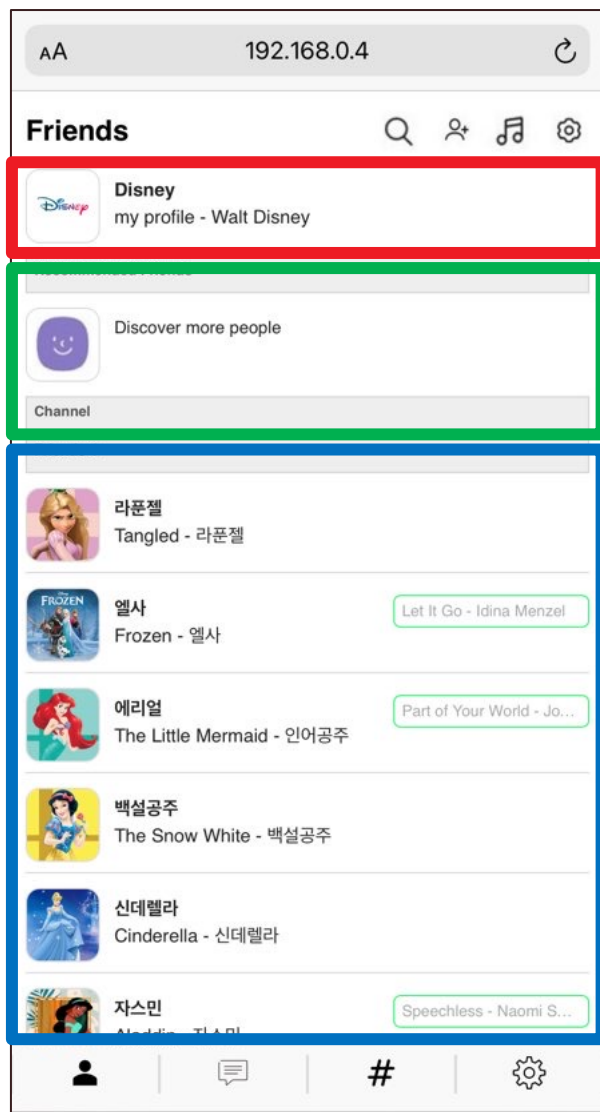 AA 192.168.0.4
Friends
Disney
Disney
my profile - Walt Disney
Discover more people
Channel
라푼젤
Tangled - 라푼젤
FROZEN
엘사
Frozen - 엘사
Let It Go - Idina Menzel
에리얼
The Little Mermaid - 인어공주
Part of Your World - Jo...
백설공주
The Snow White - 백설공주
신데렐라
Cinderella - 신데렐라
자스민
Speechless - Naomi S...
#